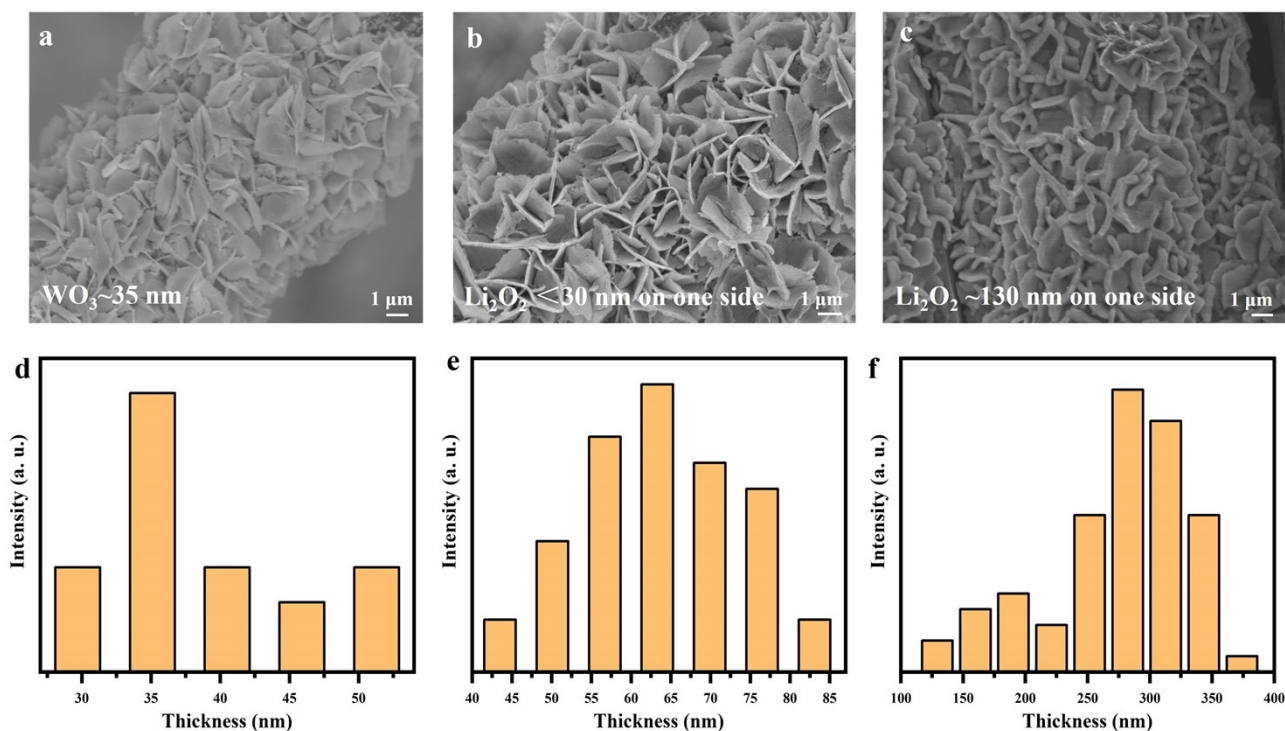 a
WO₃~35 nm
1 μm
b
Li₂O₂ <30 nm on one side
1 μm
c
Li₂O₂ ~130 nm on one side
1 μm
d
Intensity (a. u.)
30 35 40 45 50
Thickness (nm)
e
Intensity (a. u.)
40 45 50 55 60 65 70 75 80 85
Thickness (nm)
f
Intensity (a. u.)
100 150 200 250 300 350 400
Thickness (nm)